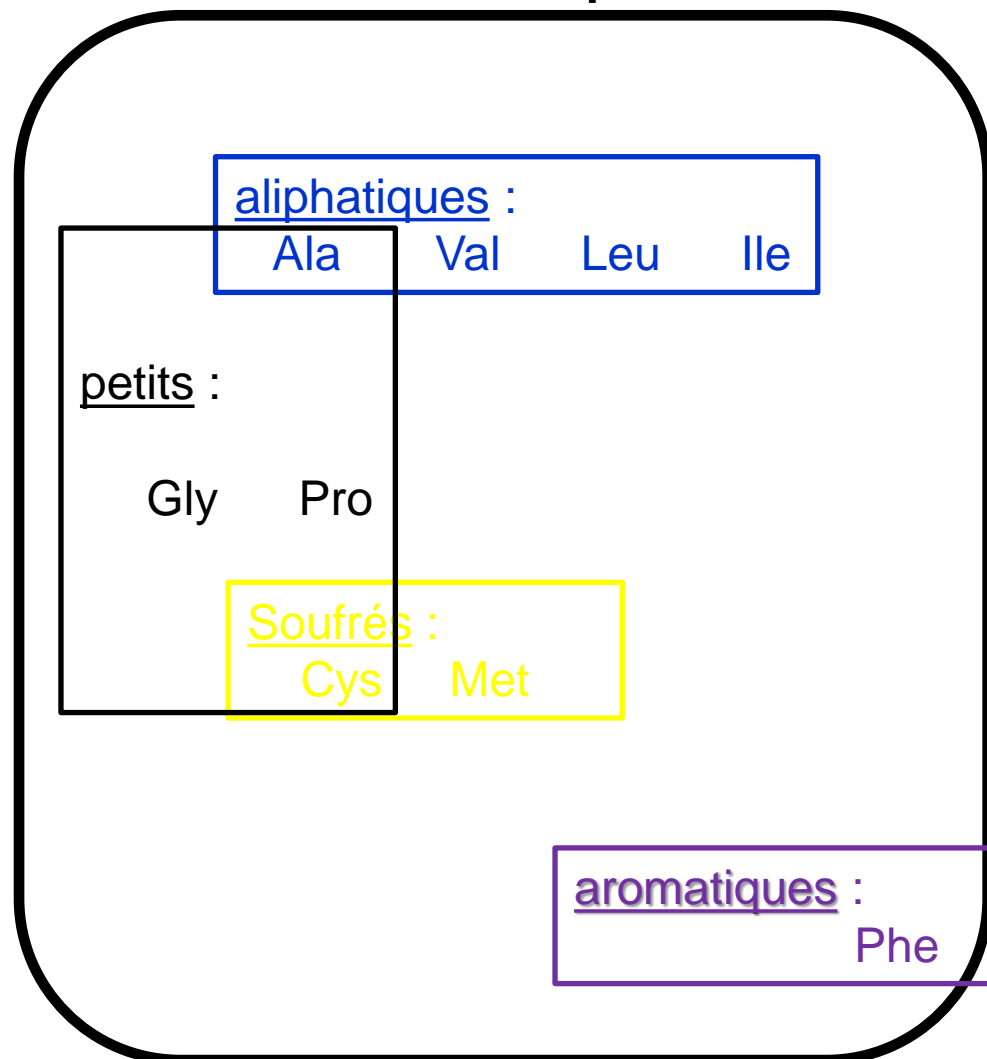 aliphatiques :
Ala Val Leu Ile
petits :
Gly Pro
Soufrés :
Cys Met
aromatiques :
Phe